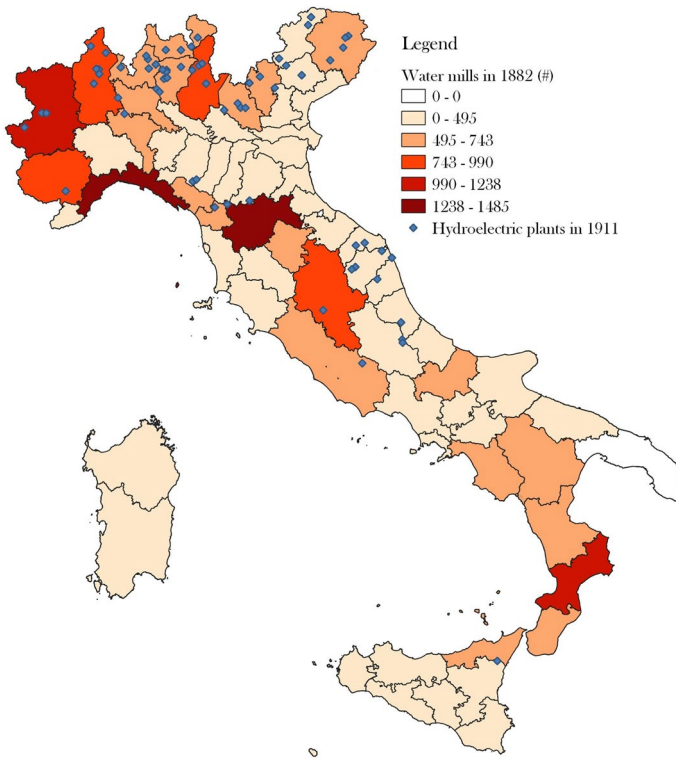 Legend
Water mills in 1882 (#)
0 - 0
0 - 495
495 - 743
743 - 990
990 - 1238
1238 - 1485
Hydroelectric plants in 1911